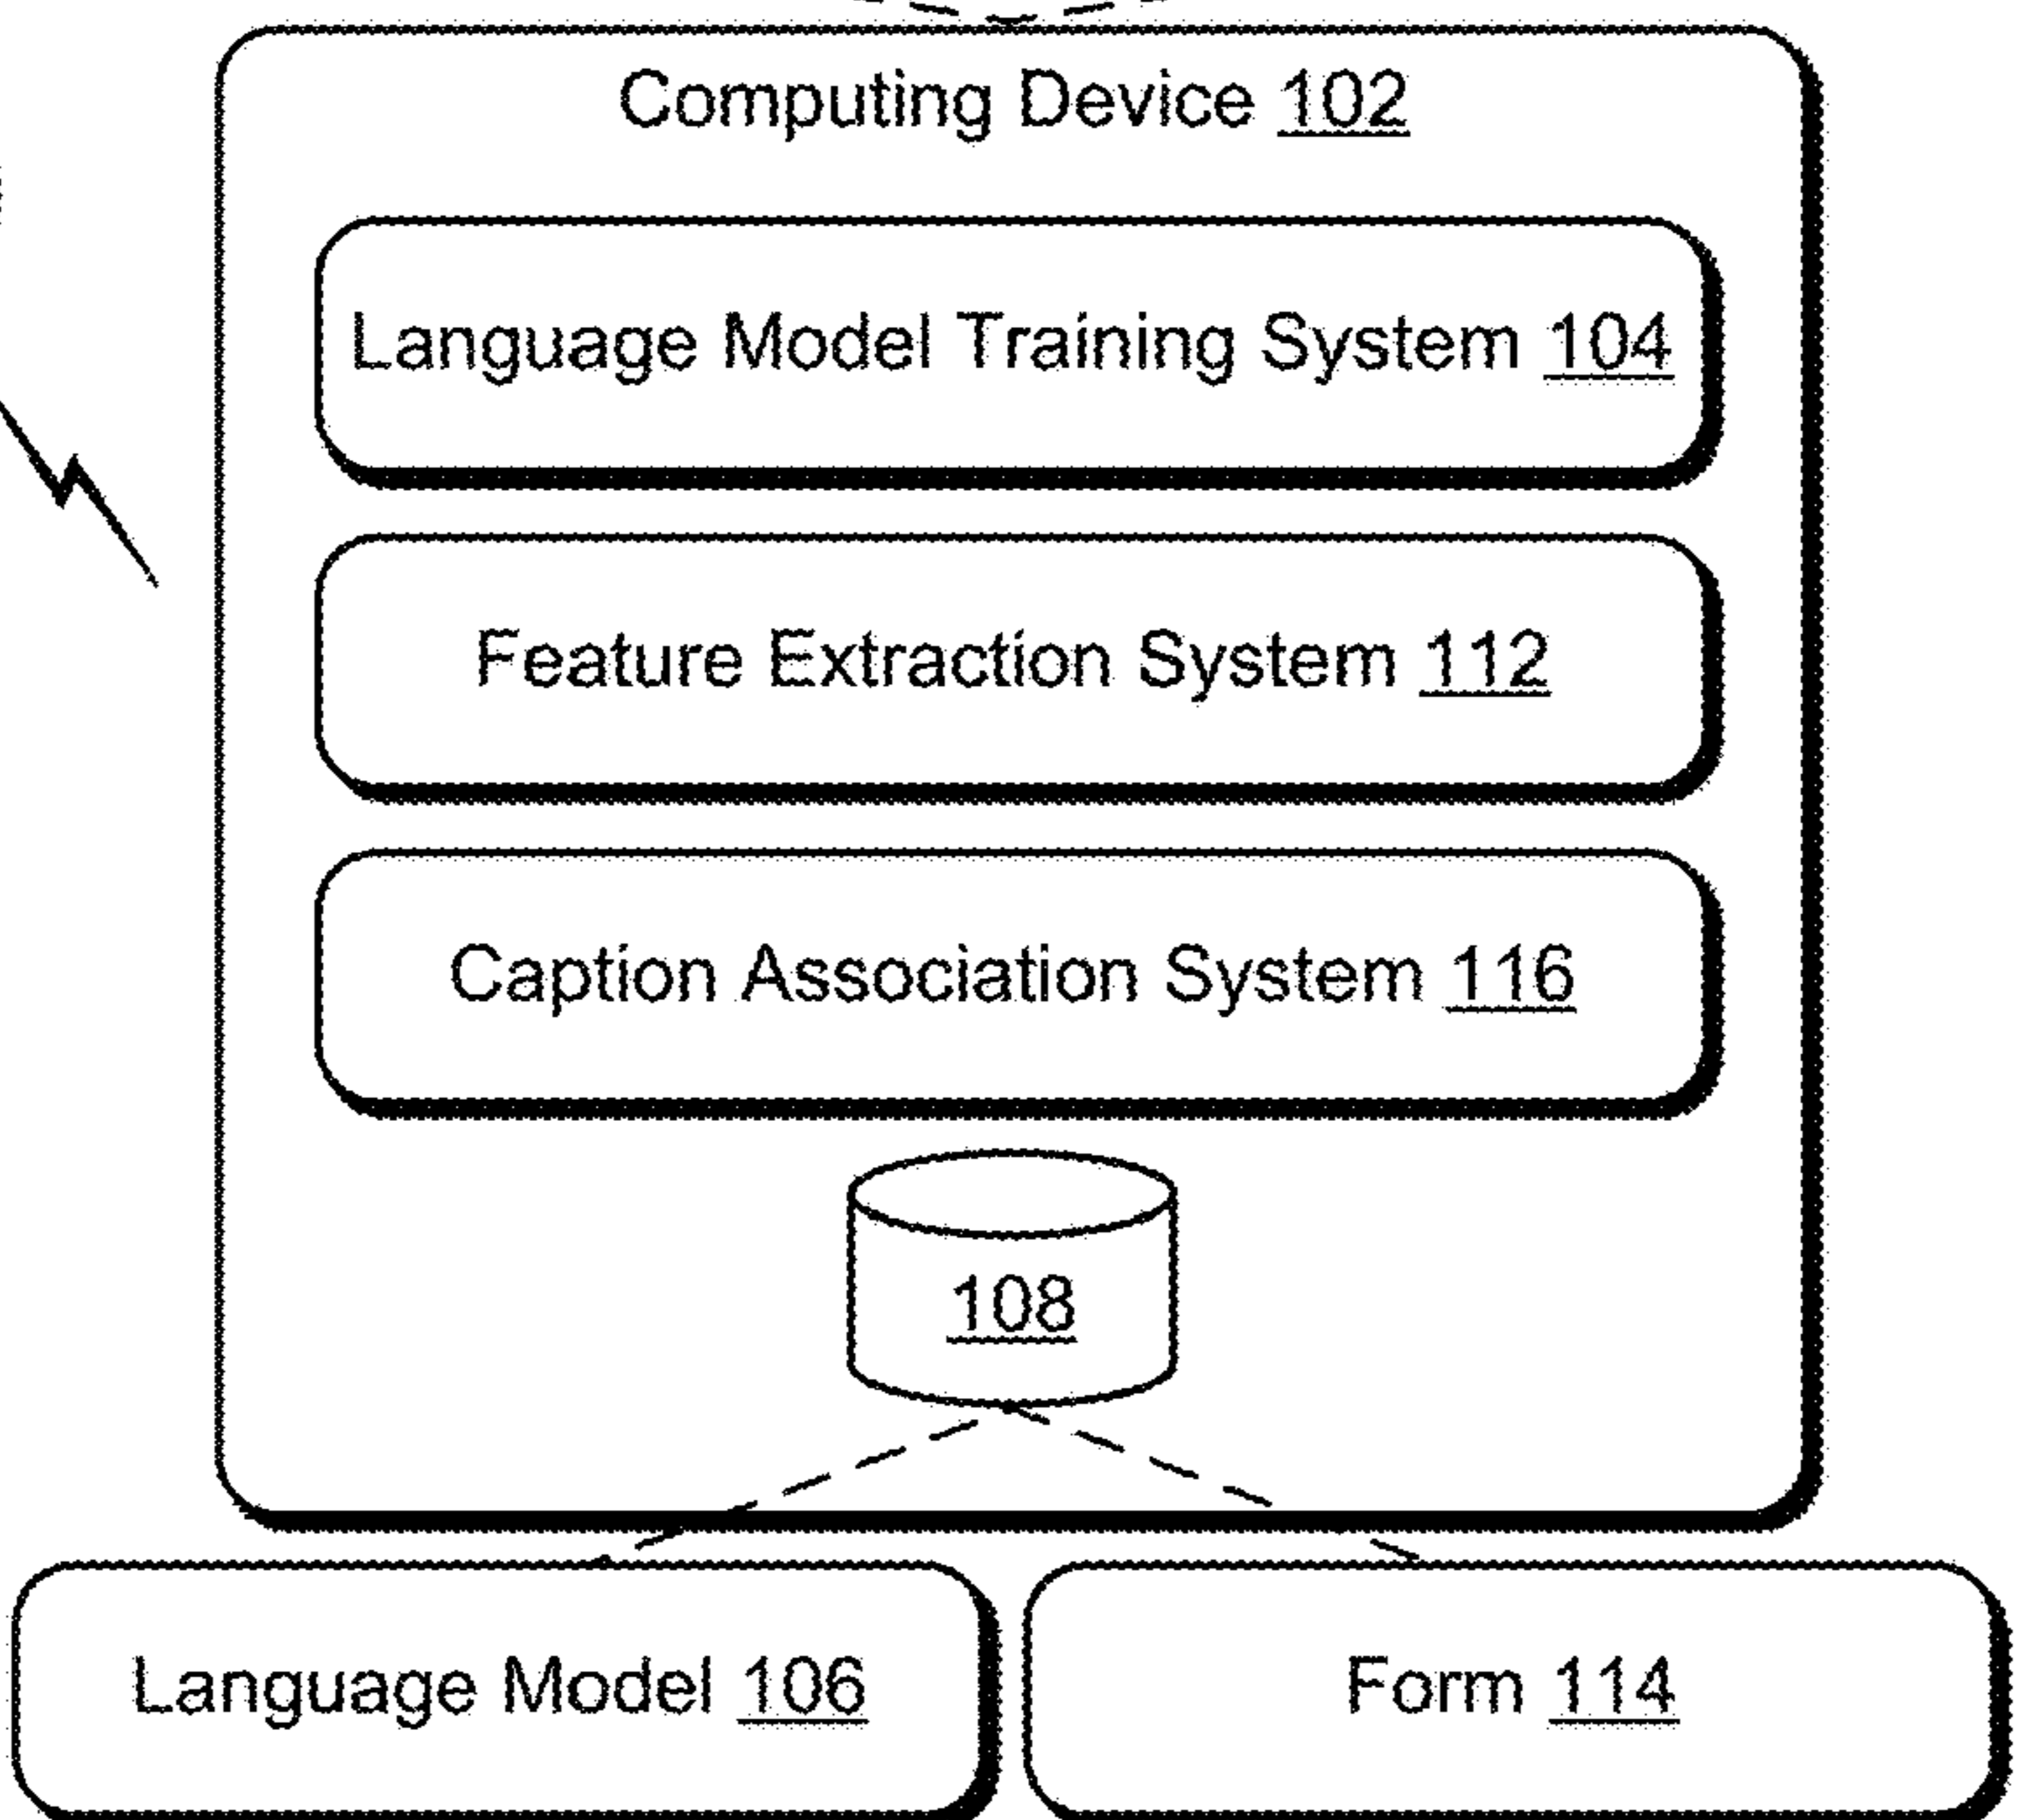 Computing Device 102
Language Model Training System 104
Feature Extraction System 112
Caption Association System 116
108
Language Model 106
Form 114